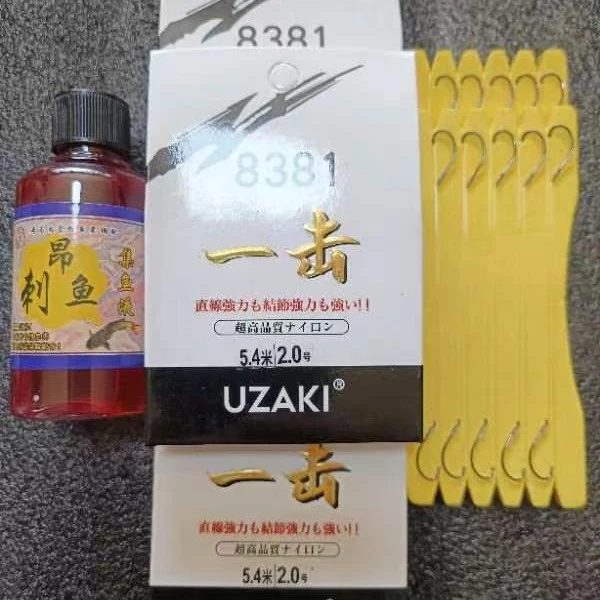 8381
8381
一击
直線強力も結節強力も強い!!
超高品質ナイロン
5.4米 2.0号
UZAKI®
一击
直線強力も結節強力も強い!!
超高品質ナイロン
5.4米 2.0号
昂
刺鱼
集鱼液